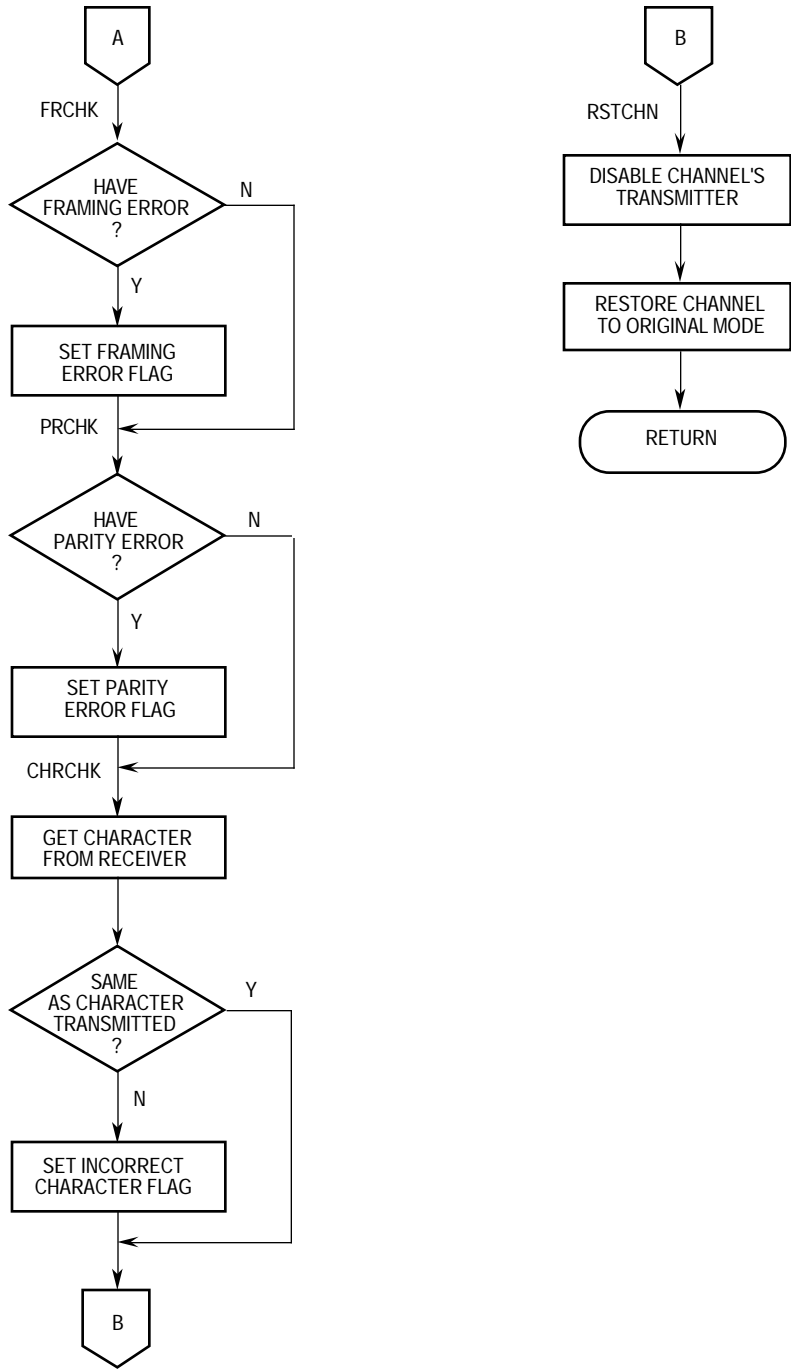 A
FRCHK
HAVE
FRAMING ERROR
?
N
Y
SET FRAMING
ERROR FLAG
PRCHK
HAVE
PARITY ERROR
?
N
Y
SET PARITY
ERROR FLAG
CHRCHK
GET CHARACTER
FROM RECEIVER
SAME
AS CHARACTER
TRANSMITTED
?
Y
N
SET INCORRECT
CHARACTER FLAG
B
B
RSTCHN
DISABLE CHANNEL'S
TRANSMITTER
RESTORE CHANNEL
TO ORIGINAL MODE
RETURN